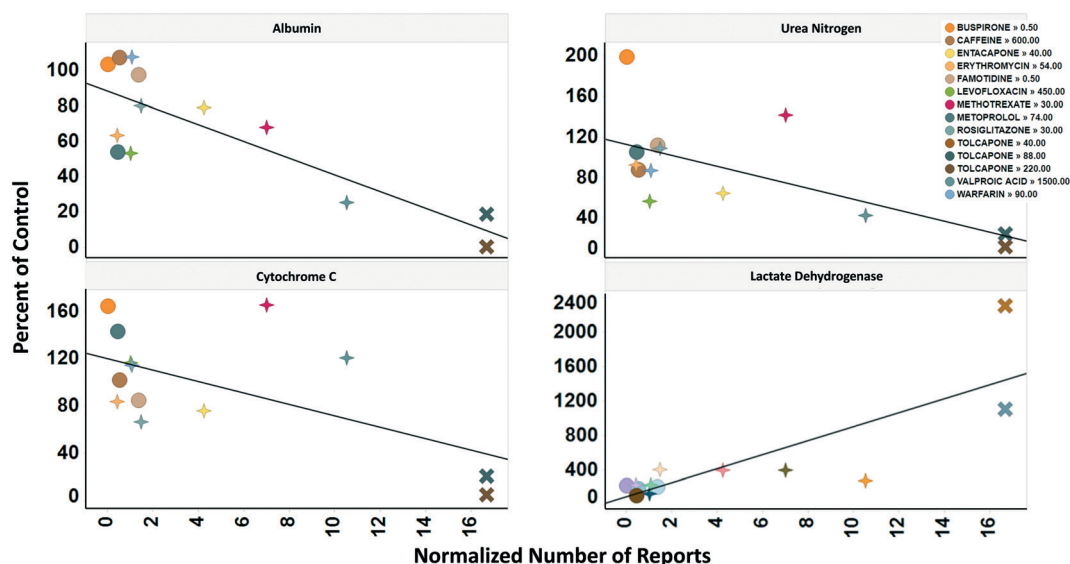 Albumin
Urea Nitrogen
Percent of Control
100
80
60
40
20
0
200
160
120
80
40
0
BUSPIRONE » 0.50
CAFFEINE » 600.00
ENTACAPONE » 40.00
ERYTHROMYCIN » 54.00
FAMOTIDINE » 0.50
LEVOFLOXACIN » 450.00
METHOTREXATE » 30.00
METOPROLOL » 74.00
ROSIGLITAZONE » 30.00
TOLCAPONE » 40.00
TOLCAPONE » 88.00
TOLCAPONE » 220.00
VALPROIC ACID » 1500.00
WARFARIN » 90.00
Cytochrome C
Lactate Dehydrogenase
160
120
80
40
0
2400
2000
1600
1200
800
400
0
0 2 4 6 8 10 12 14 16
0 2 4 6 8 10 12 14 16
Normalized Number of Reports